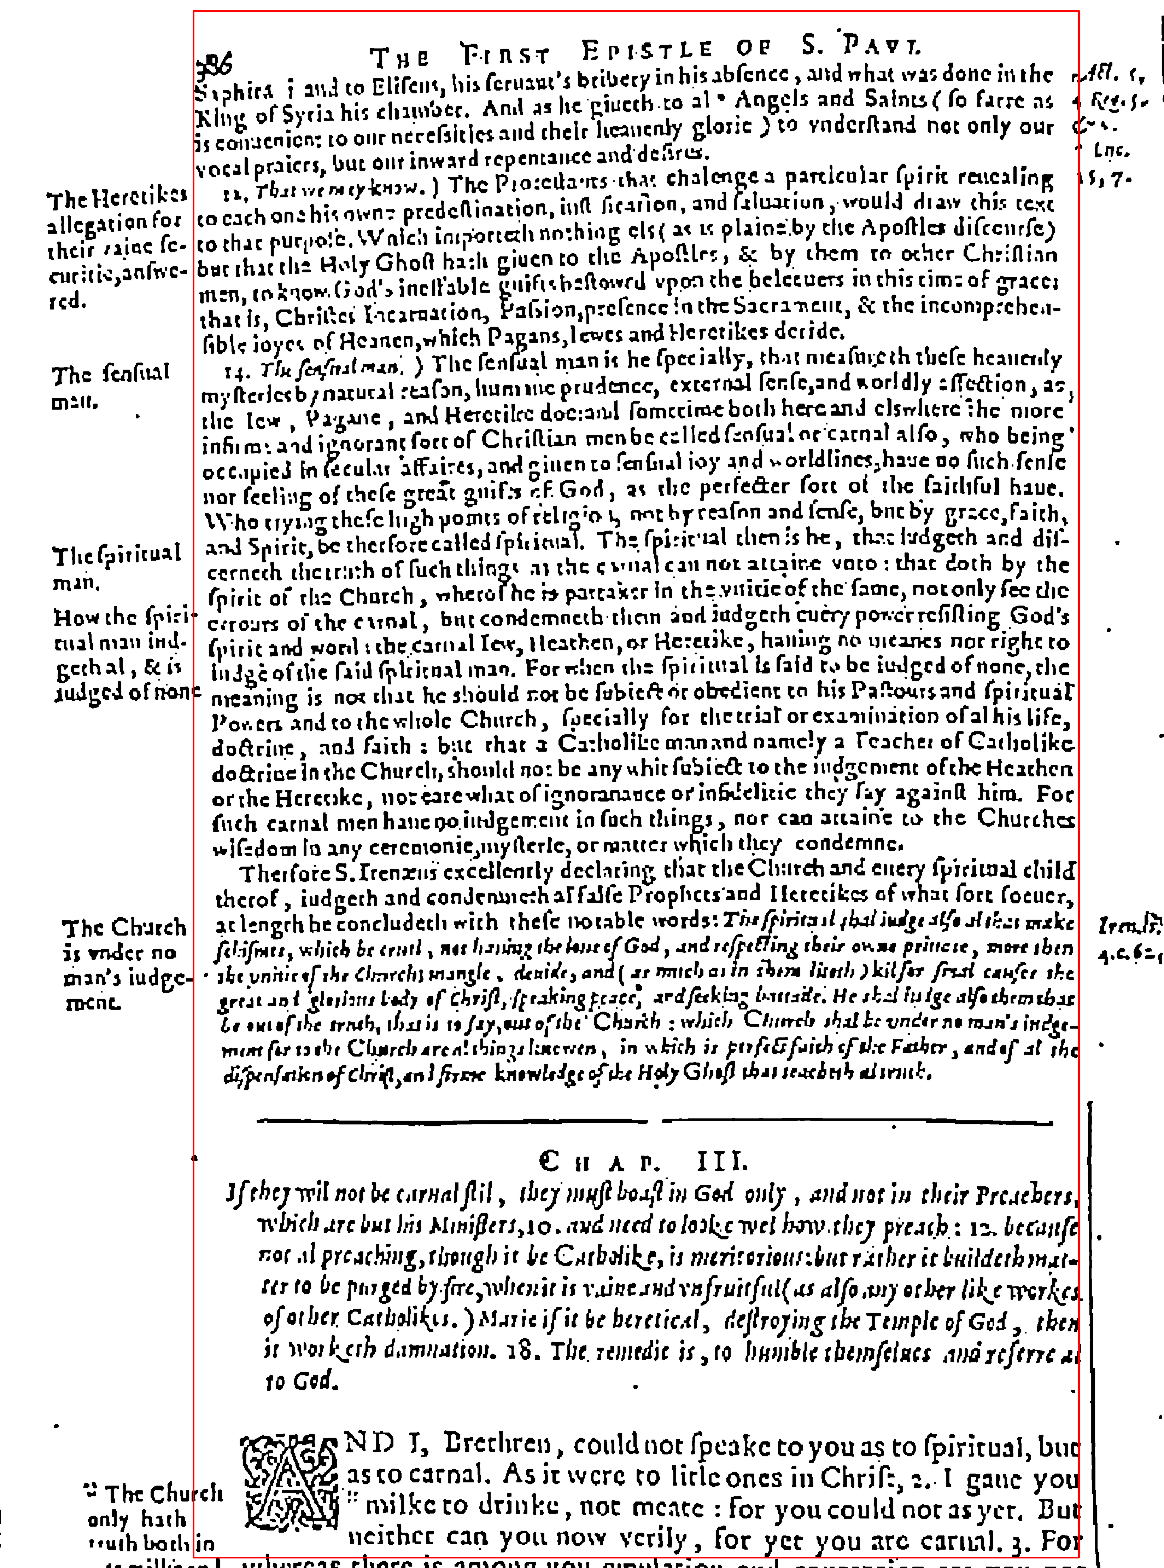 386 THE FIRST EPISTLE OF S. PAVL
Saphira ; and to Elisens, his seruant's bribery in his absence, and what was done in the
King of Syria his chamber. And as he giueth to al Angels and Saints ( so farre as
is conuenient to our necessities and their heauenly glorie ) to vnderstand not only our
vocal praiers, but our inward repentance and desires.
Act. 5,
4 Reg. 5.
Luc.
15, 7.
12. That we may know. ) The Protestants that chalenge a particular spirit reuealing
to each one his owne predestination, iustification, and saluation, would draw this text
to that purpose. Which importeth nothing els ( as is plaine by the Apostles discourse )
but that the Holy Ghost hath giuen to the Apostles, & by them to other Christian
men, to know God's ineffable guifts bestowed vpon the beleeuers in this time of grace:
that is, Christes Incarnation, Passion, presence in the Sacrament, & the incomprehen-
sible ioyes of Heauen, which Pagans, Iewes and Heretikes deride.
The Heretikes
allegation for
their vaine se-
curitie, answe-
red.
14. The sensual man. ) The sensual man is he specially, that measureth these heauenly
mysteries by natural reason, humane prudence, external sense, and worldly affection, as
the Iew, Pagane, and Heretike doe: and sometime both here and elswhere the more
infirme and ignorant sort of Christian men be called sensual or carnal also, who being
occupied in secular affaires, and giuen to sensual ioy and worldlines, haue no such sense
nor feeling of these great guifts of God, as the perfecter sort of the faithful haue.
Who trying these high points of religion, not by reason and sense, but by grace, faith,
and Spirit, be therfore called spiritual. The spiritual then is he, that iudgeth and dis-
cerneth the truth of such things as the carnal can not attaine vnto: that doth by the
spirit of the Church, wherof he is partaker in the vnitie of the same, not only see the
errours of the carnal, but condemneth them and iudgeth euery power resisting God's
spirit and word: the carnal Iew, Heathen, or Heretike, hauing no meanes nor right to
iudge of the said spiritual man. For when the spiritual is said to be iudged of none, the
meaning is not that he should not be subiect or obedient to his Pastours and spiritual
Powers and to the whole Church, specially for the trial or examination of al his life,
doctrine, and faith : but that a Catholike man and namely a Teacher of Catholike
doctrine in the Church, should not be any whit subiect to the iudgement of the Heathen
or the Heretike, not care what of ignoranance or infidelitie they say against him. For
such carnal men haue no iudgement in such things, nor can attaine to the Churches
wisedom in any ceremonie, mysterie, or matter which they condemne.
The sensual
man.
The spiritual
man.
How the spiri-
tual man iud-
geth al, & is
iudged of none
Therfore S. Irenæus excellently declaring that the Church and euery spiritual child
therof, iudgeth and condemneth al false Prophets and Heretikes of what sort soeuer,
at length he concludeth with these notable words: The spiritual shal iudge also al that make
schismes, which be cruel, not hauing the loue of God, and respecting their owne priuate, more then
the vnitie of the Church; mangle, deuide, and ( as much as in them lieth ) kil for smal causes the
great and glorious body of Christ, speaking peace, and seeking battaile. He shal iudge also them that
be out of the truth, that is to say, out of the Church : which Church shal be vnder no man's iudge-
ment for to the Church are al things knowen, in which is perfect faith of the Father, and of al the
dispensation of Christ, and firme knowledge of the Holy Ghost that teacheth al truth.
The Church
is vnder no
man's iudge-
ment.
Iren. li.
4. c. 62.
CHAP. III.
If they wil not be carnal stil, they must boast in God only, and not in their Preachers,
which are but his Ministers, 10. and need to looke wel how they preach : 12. because
not al preaching, though it be Catholike, is meritorious: but rather it buildeth mat-
ter to be purged by fire, when it is vaine and vnfruitful ( as also any other like workes
of other Catholikes. ) Marie if it be heretical, destroying the Temple of God, then
it worketh damnation. 18. The remedie is, to humble themselues and referre al
to God.
AND I, Brethren, could not speake to you as to spiritual, but
as to carnal. As it were to litle ones in Christ, 2. I gaue you
" milke to drinke, not meate : for you could not as yet. But
neither can you now verily, for yet you are carnal. 3. For
whereas there is among you emulation and
" The Church
only hath
truth both in